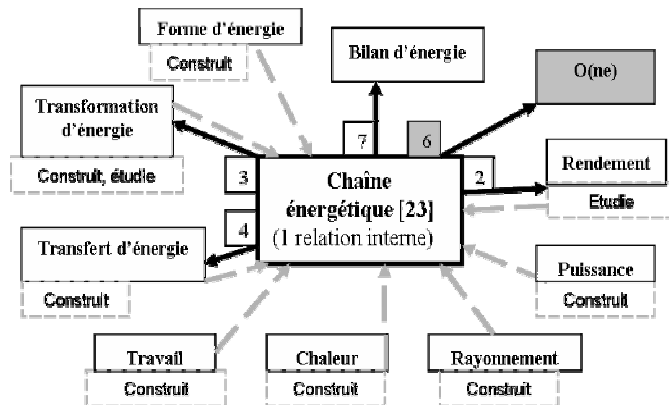 Forme d'énergie
Construit
Bilan d'énergie
O(ne)
Transformation
d'énergie
Construit, étudie
7
6
3
2
Rendement
Etudie
Chaîne
énergétique [23]
(1 relation interne)
4
Transfert d'énergie
Construit
Puissance
Construit
Travail
Construit
Chaleur
Construit
Rayonnement
Construit